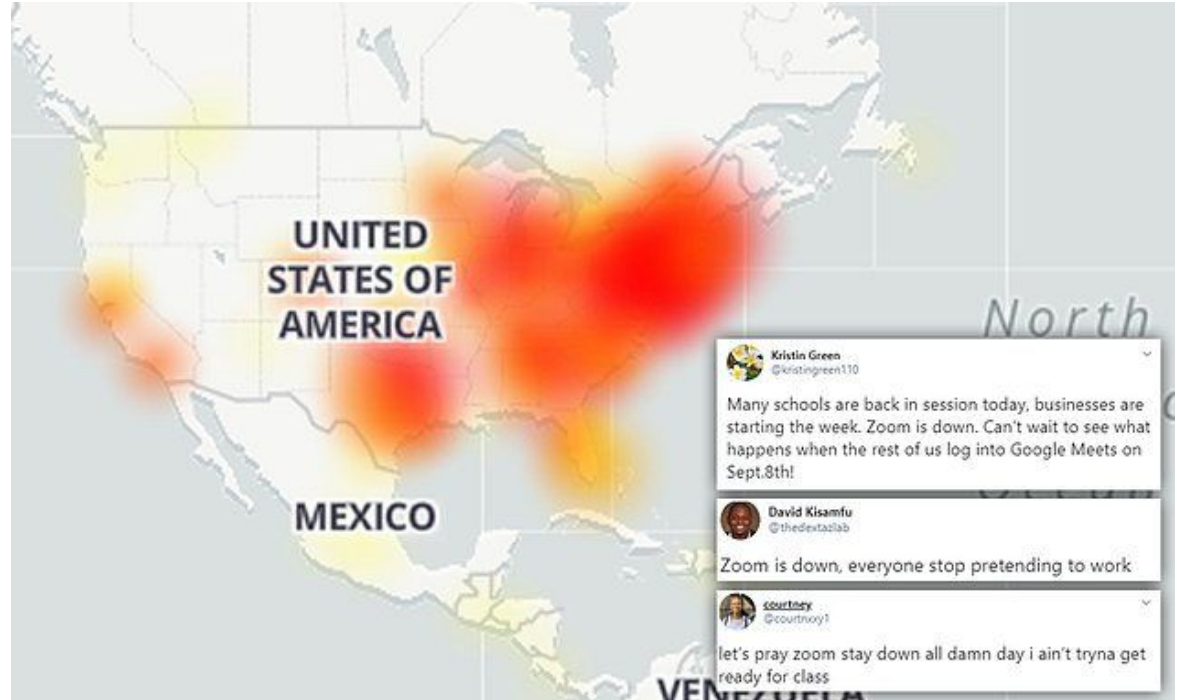 UNITED
STATES OF
AMERICA
North
Kristin Green
@kristingreen110
Many schools are back in session today, businesses are
starting the week. Zoom is down. Can't wait to see what
happens when the rest of us log into Google Meets on
Sept.8th!
MEXICO
David Kisamfu
@thedextazlab
Zoom is down, everyone stop pretending to work
courtney
@courtnxxy1
let's pray zoom stay down all damn day i ain't tryna get
ready for class
VENEZUELA